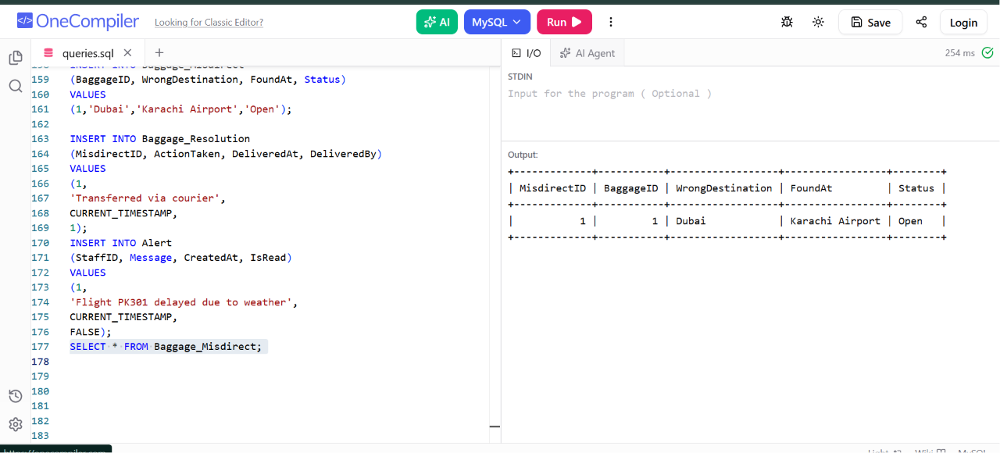 OneCompiler
Looking for Classic Editor?
AI
MySQL
Run
Save
Login
queries.sql
159 (BaggageID, WrongDestination, FoundAt, Status)
160 VALUES
161 (1,'Dubai','Karachi Airport','Open');
162
163 INSERT INTO Baggage_Resolution
164 (MisdirectID, ActionTaken, DeliveredAt, DeliveredBy)
165 VALUES
166 (1,
167 'Transferred via courier',
168 CURRENT_TIMESTAMP,
169 1);
170 INSERT INTO Alert
171 (StaffID, Message, CreatedAt, IsRead)
172 VALUES
173 (1,
174 'Flight PK301 delayed due to weather',
175 CURRENT_TIMESTAMP,
176 FALSE);
177 SELECT * FROM Baggage_Misdirect;
178
179
180
181
182
183
I/O
AI Agent
254 ms
STDIN
Input for the program ( Optional )
Output:
+-------------+-----------+------------------+-----------------+--------+
| MisdirectID | BaggageID | WrongDestination | FoundAt         | Status |
+-------------+-----------+------------------+-----------------+--------+
|           1 |         1 | Dubai            | Karachi Airport | Open   |
+-------------+-----------+------------------+-----------------+--------+